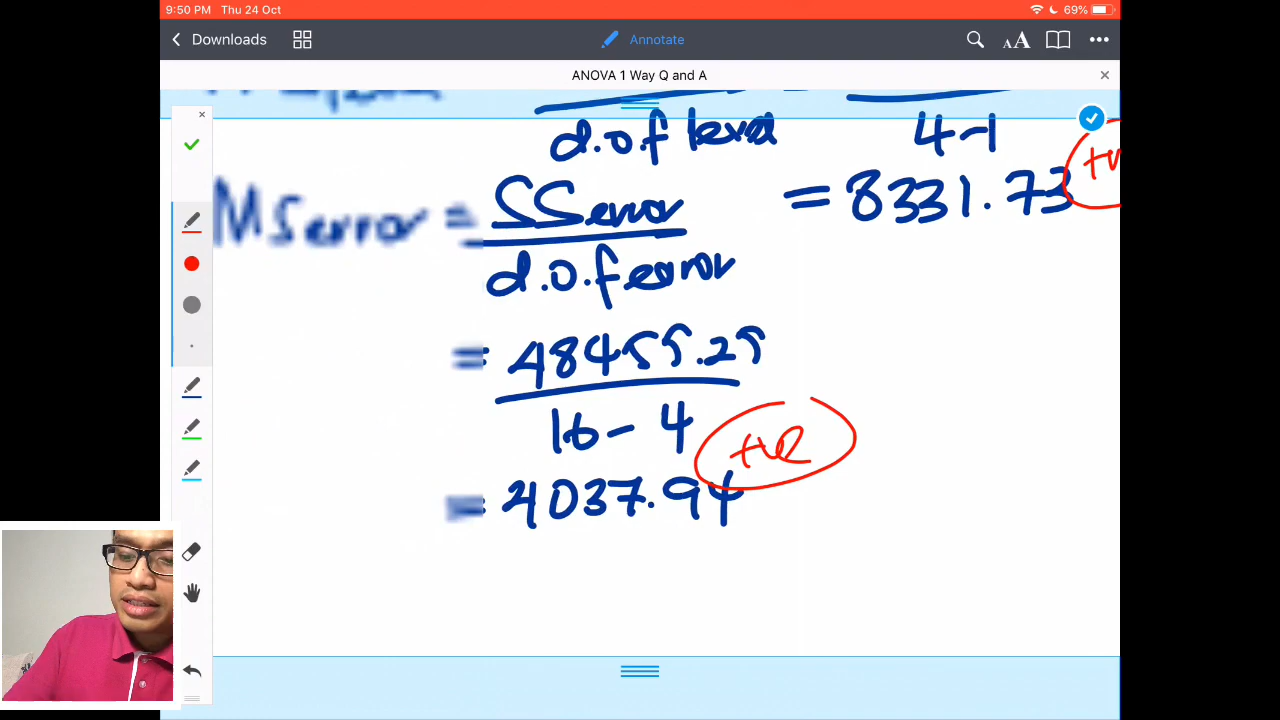 9:50 PM Thu 24 Oct
69%
Downloads
Annotate
AA
ANOVA 1 Way Q and A
d.o.f level
4-1
MSerror = SSerror
= 8331.73
d.o.f error
= 48455.25
16 - 4
+ve
= 4037.94